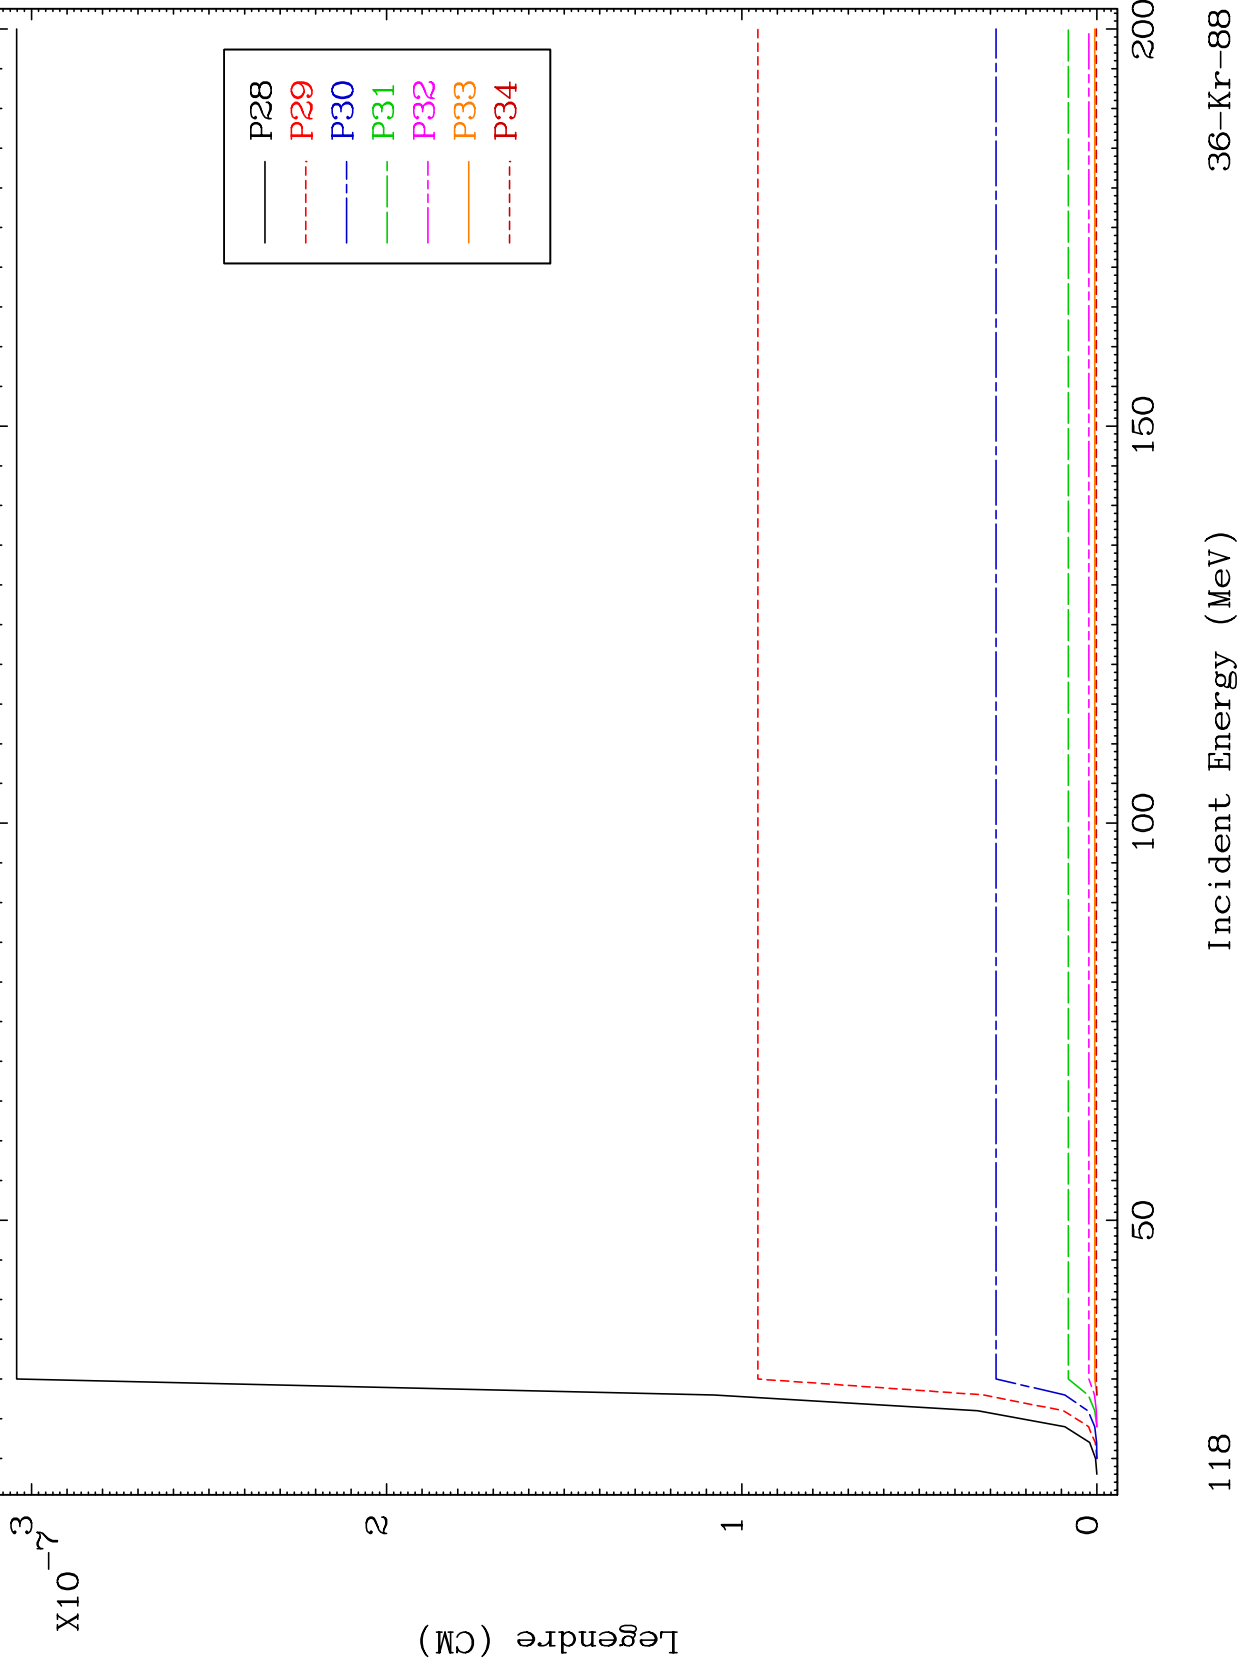 Legendre (CM)
X10
-7
3
2
1
0
P28
P29
P30
P31
P32
P33
P34
50
100
150
200
Incident Energy (MeV)
118
36-Kr-88